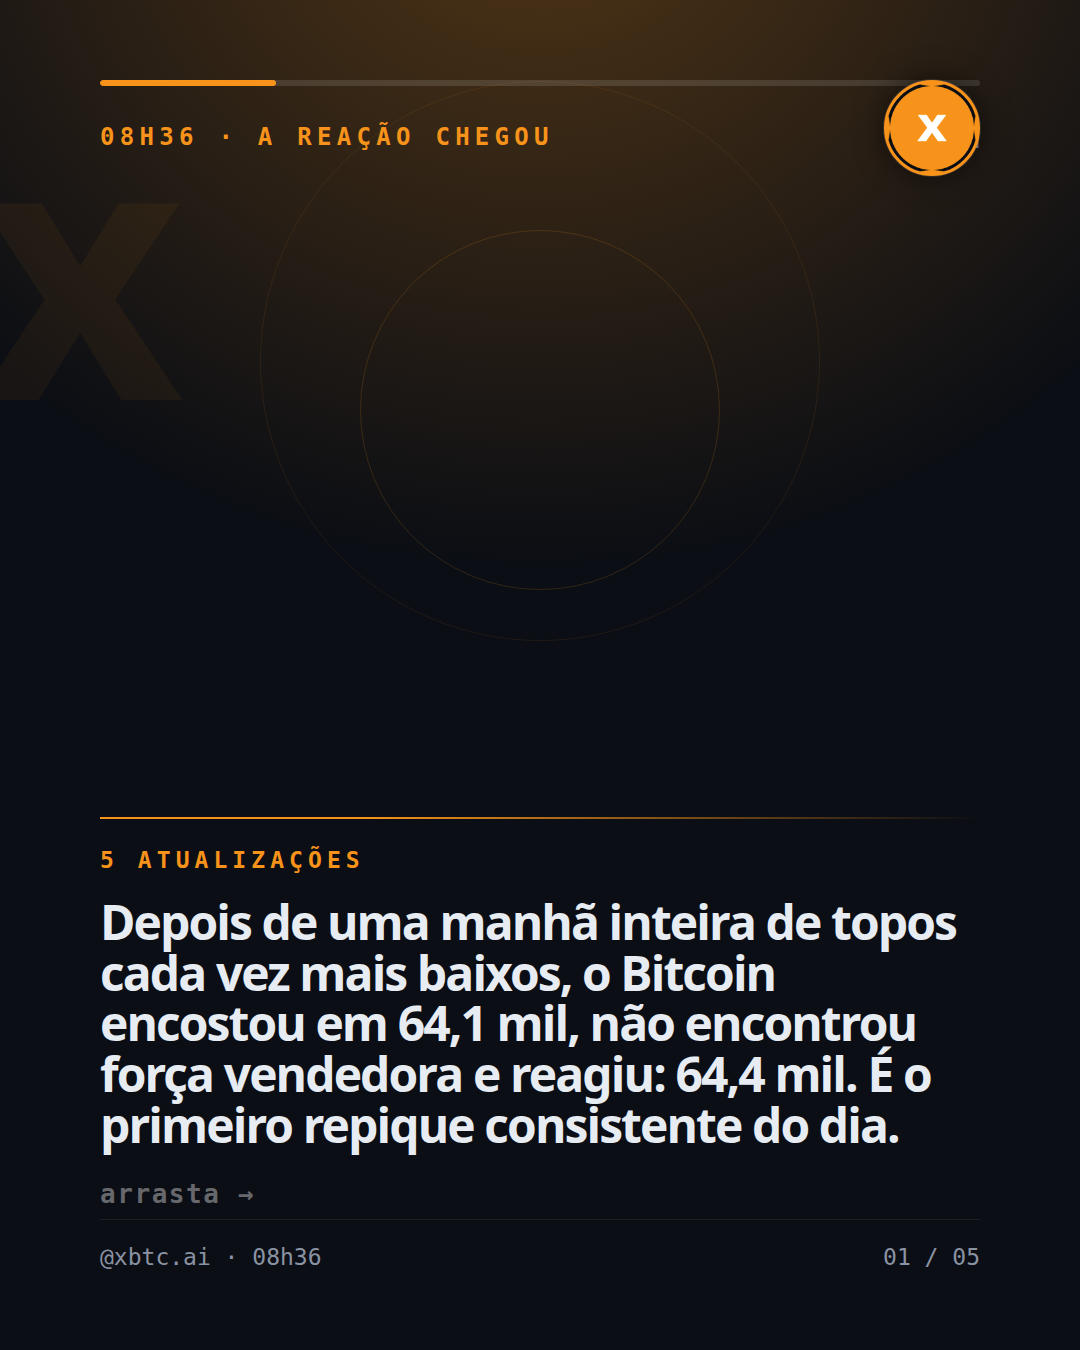 08H36 · A REAÇÃO CHEGOU
X
X
5 ATUALIZAÇÕES
Depois de uma manhã inteira de topos
cada vez mais baixos, o Bitcoin
encostou em 64,1 mil, não encontrou
força vendedora e reagiu: 64,4 mil. É o
primeiro repique consistente do dia.
arrasta →
@xbtc.ai · 08h36
01 / 05